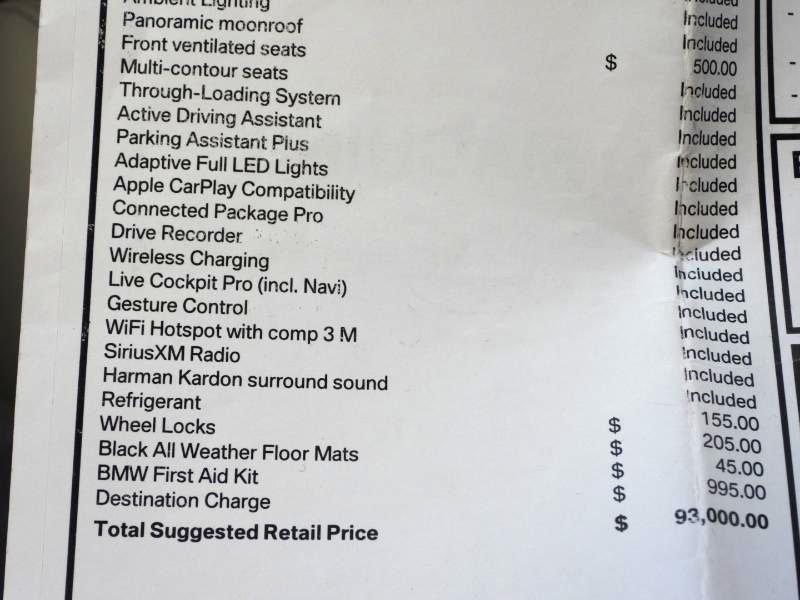 Included
Ambient Lighting Included
Panoramic moonroof Included
Front ventilated seats $ 500.00
Multi-contour seats Included
Through-Loading System Included
Active Driving Assistant Included
Parking Assistant Plus Included
Adaptive Full LED Lights Included
Apple CarPlay Compatibility Included
Connected Package Pro Included
Drive Recorder Included
Wireless Charging Included
Live Cockpit Pro (incl. Navi) Included
Gesture Control Included
WiFi Hotspot with comp 3 M Included
SiriusXM Radio Included
Harman Kardon surround sound Included
Refrigerant Included
Wheel Locks $ 155.00
Black All Weather Floor Mats $ 205.00
BMW First Aid Kit $ 45.00
Destination Charge $ 995.00
Total Suggested Retail Price $ 93,000.00